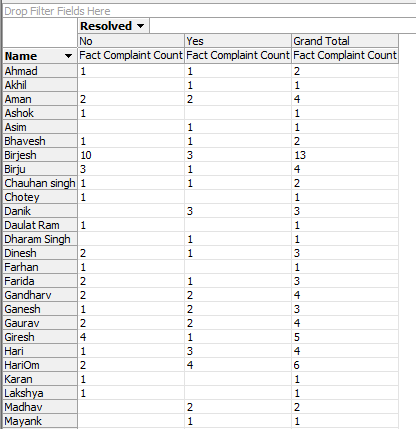 Drop Filter Fields Here
Resolved
No Yes Grand Total
Name Fact Complaint Count Fact Complaint Count Fact Complaint Count
Ahmad 1 1 2
Akhil 1 1
Aman 2 2 4
Ashok 1 1
Asim 1 1
Bhavesh 1 1 2
Birjesh 10 3 13
Birju 3 1 4
Chauhan singh 1 1 2
Chotey 1 1
Danik 3 3
Daulat Ram 1 1
Dharam Singh 1 1
Dinesh 2 1 3
Farhan 1 1
Farida 2 1 3
Gandharv 2 2 4
Ganesh 1 2 3
Gaurav 2 2 4
Giresh 4 1 5
Hari 1 3 4
HariOm 2 4 6
Karan 1 1
Lakshya 1 1
Madhav 2 2
Mayank 1 1